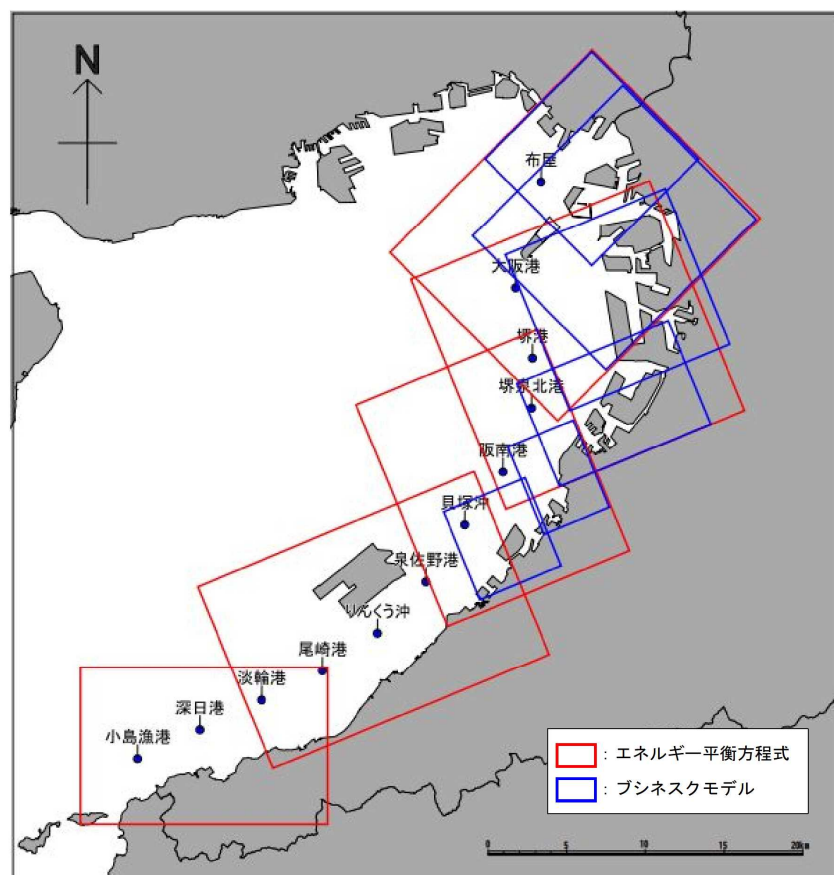 N
布屋
大阪港
堺港
堺泉北港
阪南港
貝塚沖
泉佐野港
りんくう沖
尾崎港
淡輪港
深日港
小島漁港
：エネルギー平衡方程式
：ブシネスクモデル
0 5 10 15 20km